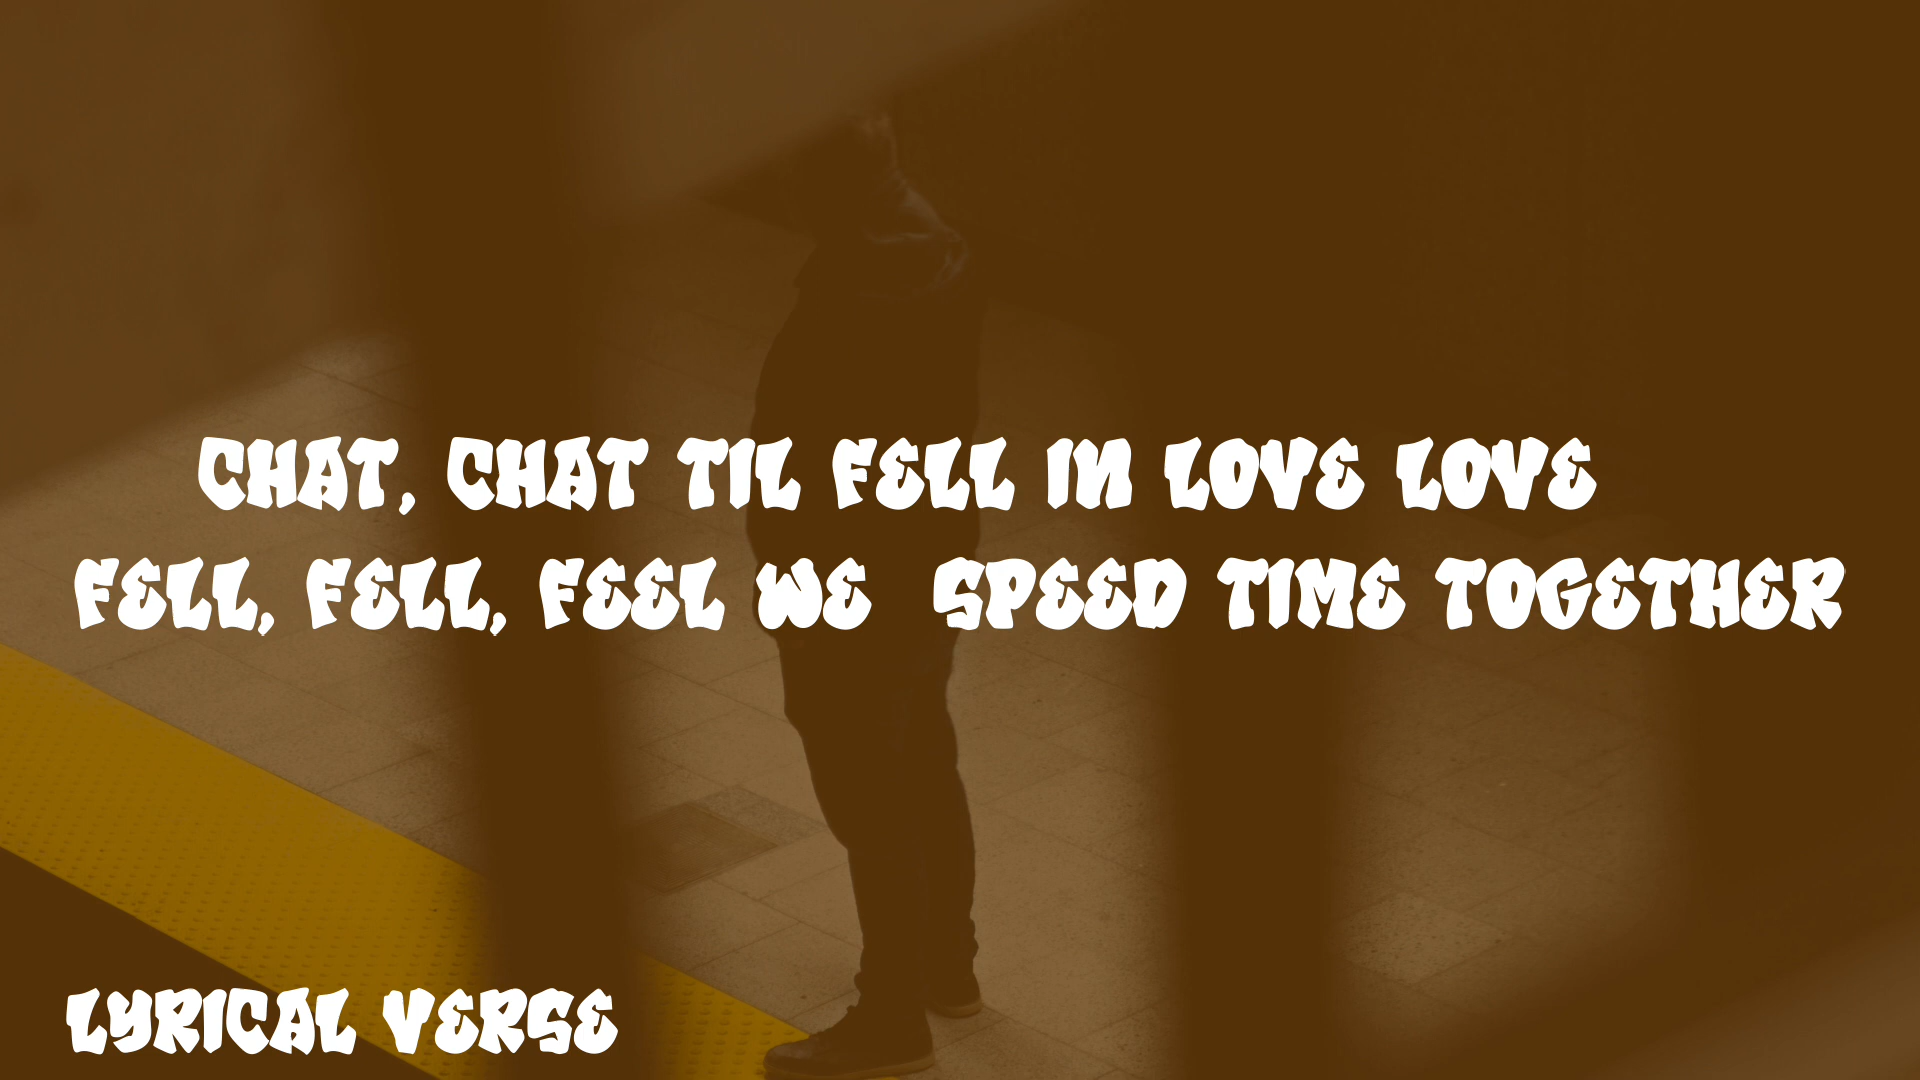 CHAT, CHAT TIL FELL IN LOVE LOVE
FELL, FELL, FEEL WE SPEED TIME TOGETHER
LYRICAL VERSE